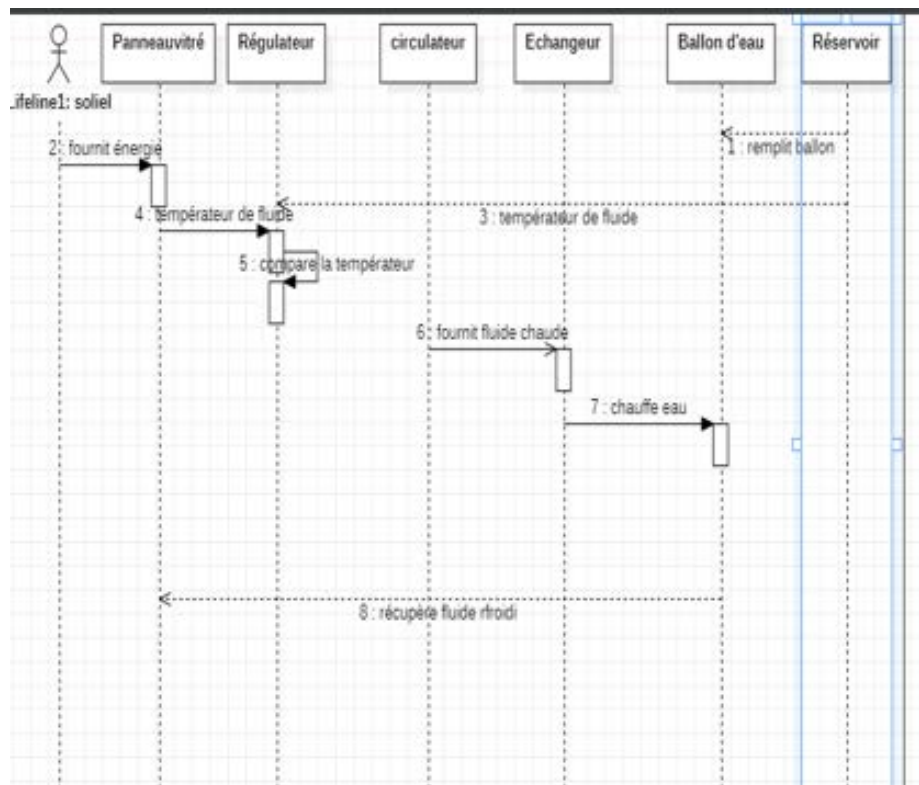 Panneauvitré
Régulateur
circulateur
Echangeur
Ballon d'eau
Réservoir
.ifeline1: soliel
1 : remplit ballon
2 : fournit énergie
3 : températeur de fluide
4 : températeur de fluide
5 : compare la températeur
6 : fournit fluide chaude
7 : chauffe eau
8 : récupète fluide rfroidi